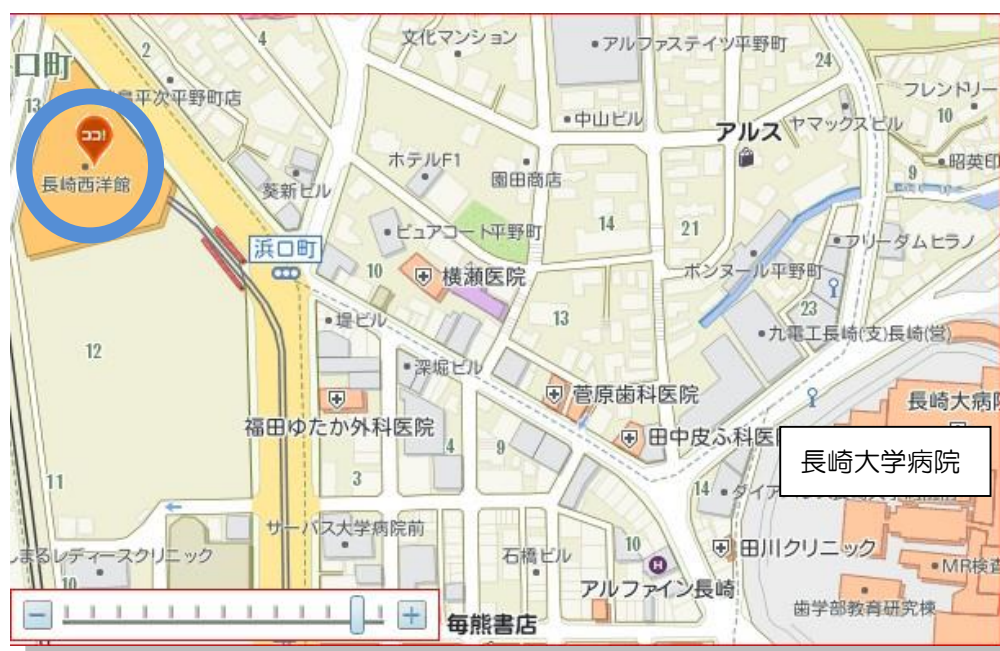 2
4
文化マンション
アルファステイツ平野町
24
口町
フレンドリー
13
平次平野町店
中山ビル
アルス
ヤマックスビル
10
ココ!
長崎西洋館
ホテルF1
園田商店
9
昭英印
葵新ビル
14
21
浜口町
ピュアコート平野町
フリーダムヒラノ
10
横瀬医院
ボンヌール平野町
堤ビル
13
23
九電工長崎(支)長崎(営)
12
深堀ビル
菅原歯科医院
長崎大病
福田ゆたか外科医院
4
9
田中皮ふ科医
長崎大学病院
11
3
14
サーパス大学病院前
石橋ビル
10
H
田川クリニック
しまるレディースクリニック
MR検査
10
アルファイン長崎
歯学部教育研究棟
毎熊書店